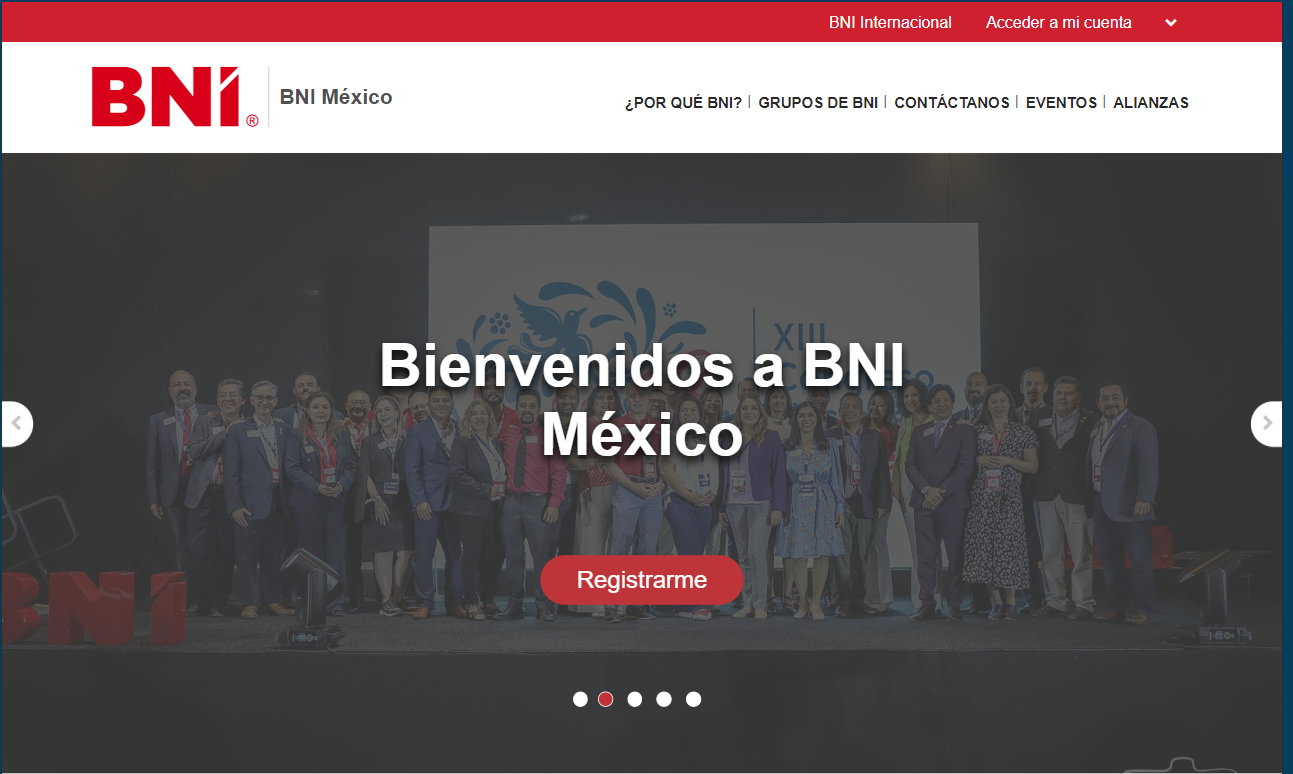 BNI Internacional Acceder a mi cuenta
BNI® BNI México
¿POR QUÉ BNI? | GRUPOS DE BNI | CONTÁCTANOS | EVENTOS | ALIANZAS
XIII
Bienvenidos a BNI
México
Registrarme
BNI